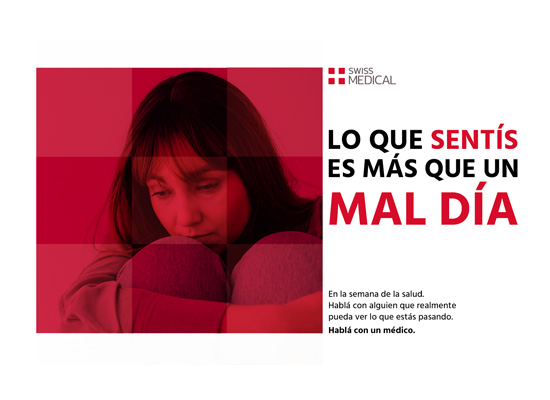 SWISS
MEDICAL
LO QUE SENTÍS
ES MÁS QUE UN
MAL DÍA
En la semana de la salud.
Hablá con alguien que realmente
pueda ver lo que estás pasando.
Hablá con un médico.